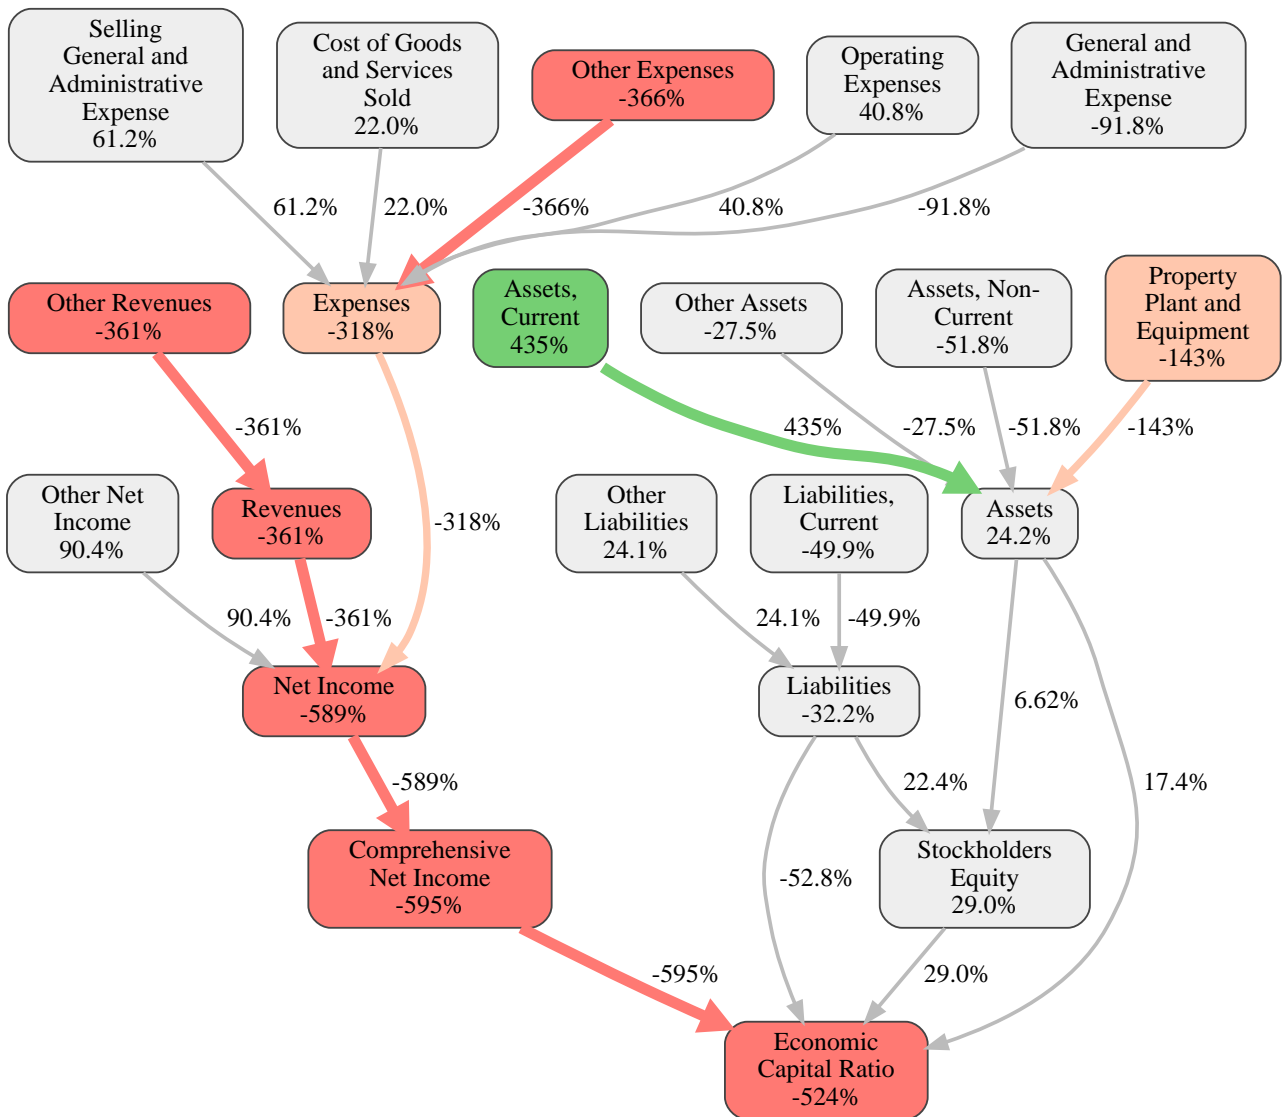 Selling
General and
Administrative
Expense
61.2%
Cost of Goods
and Services
Sold
22.0%
Other Expenses
-366%
Operating
Expenses
40.8%
General and
Administrative
Expense
-91.8%
61.2%
22.0%
-366%
40.8%
-91.8%
Other Revenues
-361%
Expenses
-318%
Assets,
Current
435%
Other Assets
-27.5%
Assets, Non-
Current
-51.8%
Property
Plant and
Equipment
-143%
-361%
435%
-27.5%
-51.8%
-143%
Other Net
Income
90.4%
Revenues
-361%
-318%
Other
Liabilities
24.1%
Liabilities,
Current
-49.9%
Assets
24.2%
90.4%
-361%
24.1%
-49.9%
Net Income
-589%
Liabilities
-32.2%
6.62%
-589%
22.4%
17.4%
Comprehensive
Net Income
-595%
-52.8%
Stockholders
Equity
29.0%
-595%
29.0%
Economic
Capital Ratio
-524%